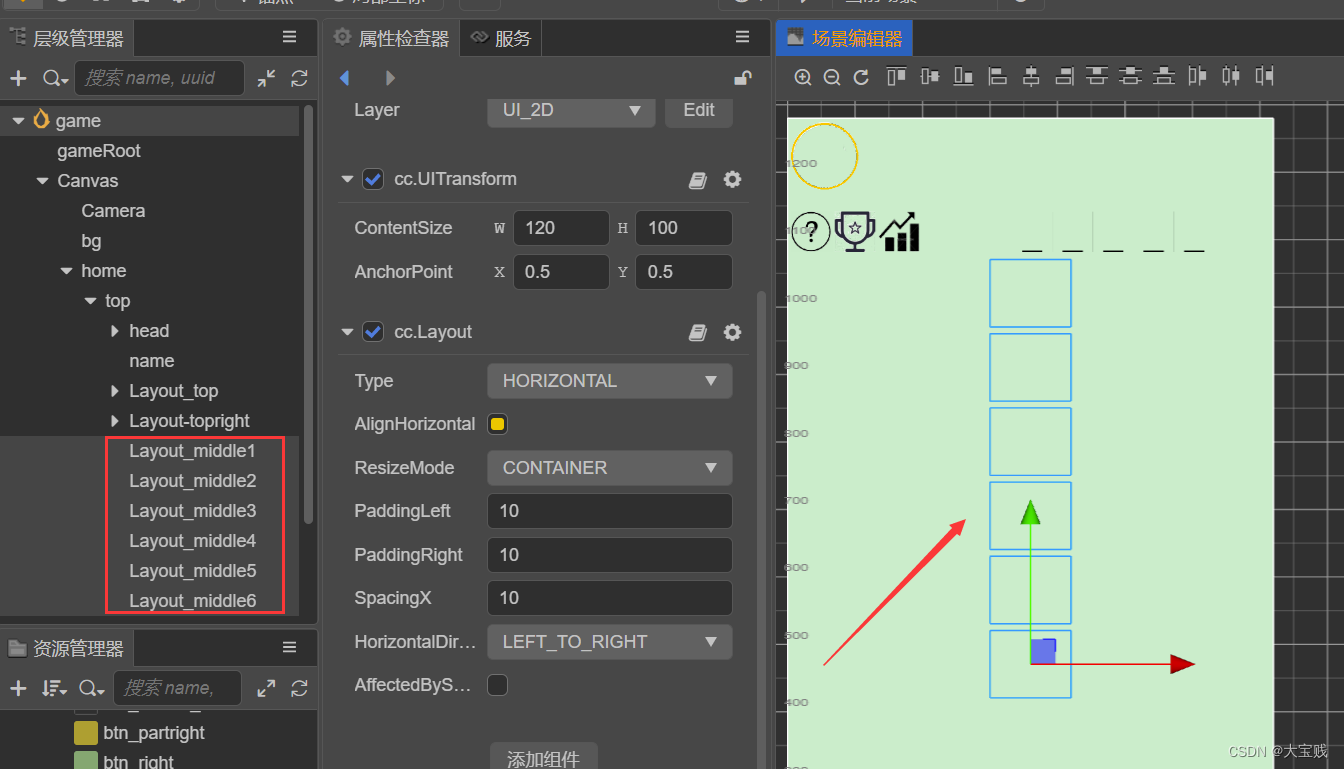 层级管理器
搜索 name, uuid
game
gameRoot
Canvas
Camera
bg
home
top
head
name
Layout_top
Layout-topright
Layout_middle1
Layout_middle2
Layout_middle3
Layout_middle4
Layout_middle5
Layout_middle6
资源管理器
搜索 name,
btn_partright
btn_right
属性检查器
服务
Layer
UI_2D
Edit
cc.UITransform
ContentSize W 120 H 100
AnchorPoint X 0.5 Y 0.5
cc.Layout
Type HORIZONTAL
AlignHorizontal
ResizeMode CONTAINER
PaddingLeft 10
PaddingRight 10
SpacingX 10
HorizontalDir... LEFT_TO_RIGHT
AffectedByS...
添加组件
场景编辑器
1200
1100
?
1000
900
800
700
600
500
400
CSDN @大宝贱